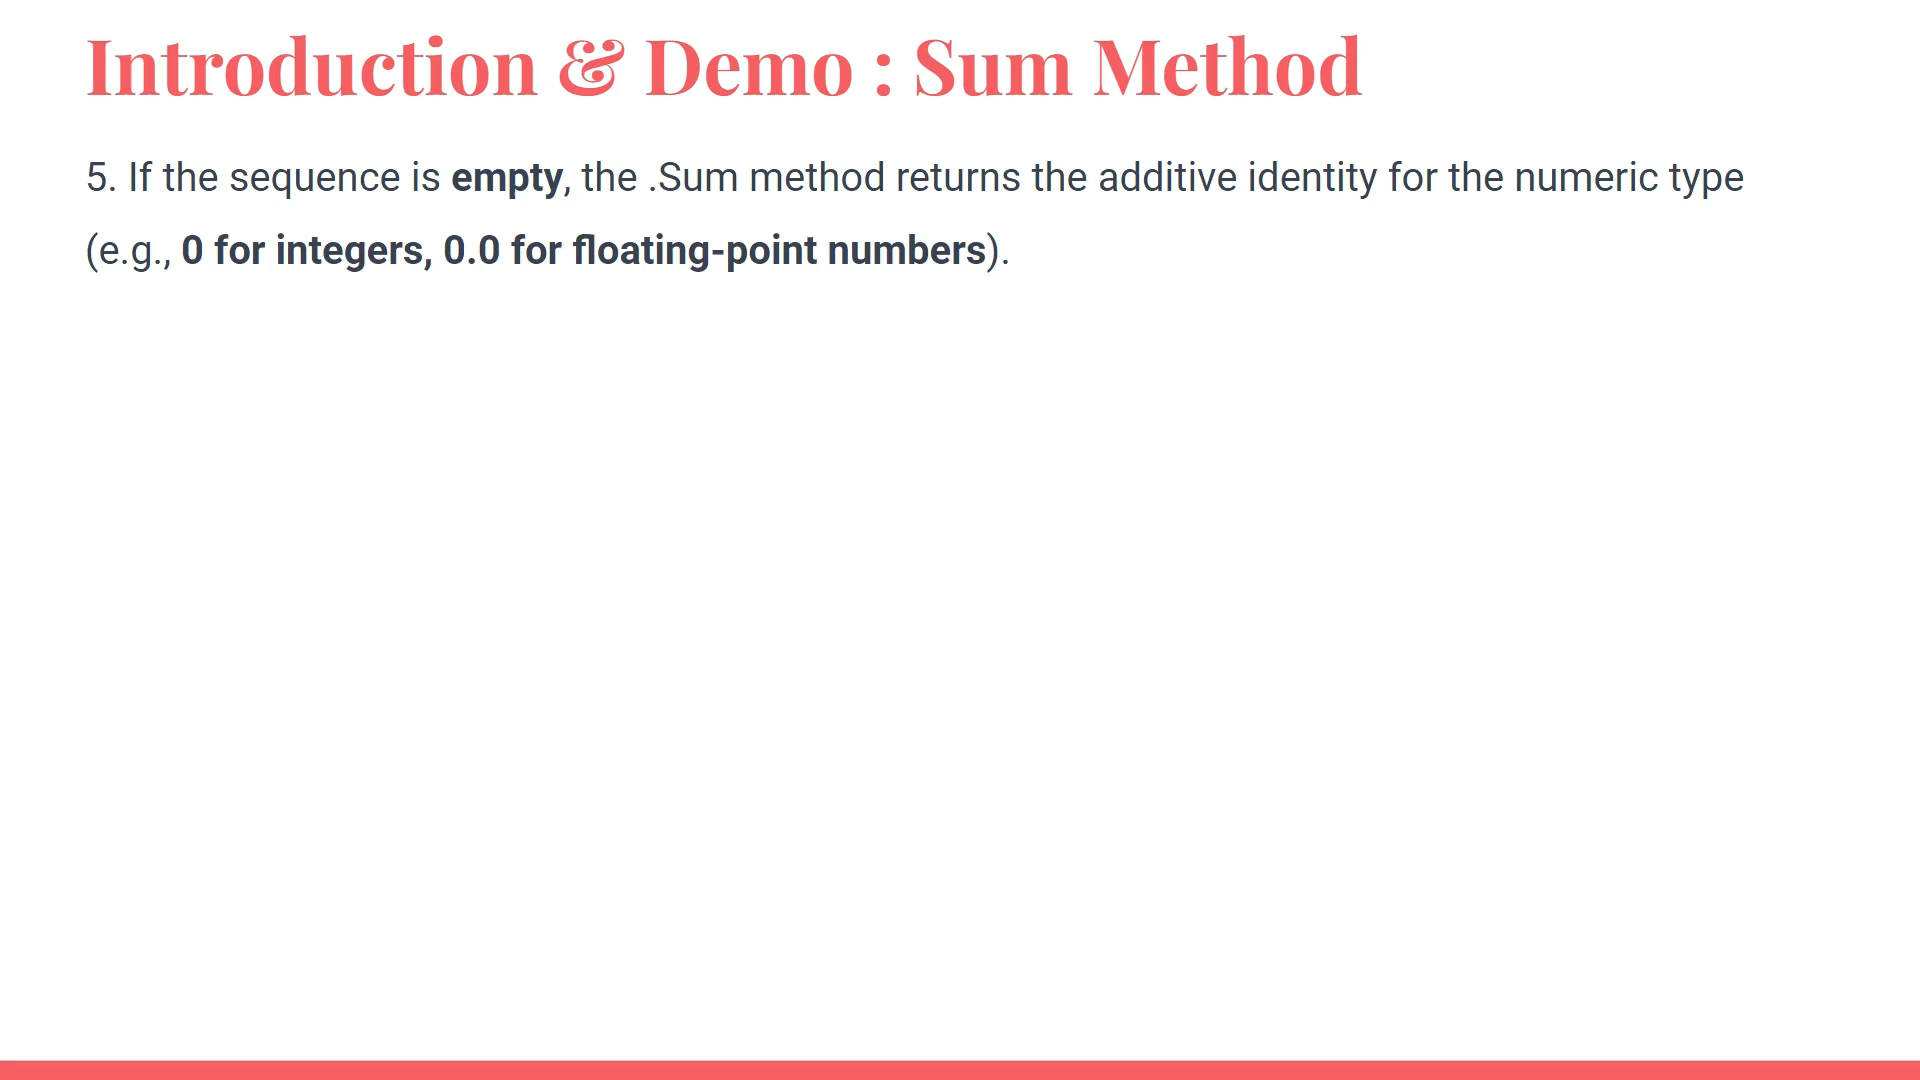 Introduction & Demo : Sum Method
5. If the sequence is empty, the .Sum method returns the additive identity for the numeric type
(e.g., 0 for integers, 0.0 for floating-point numbers).